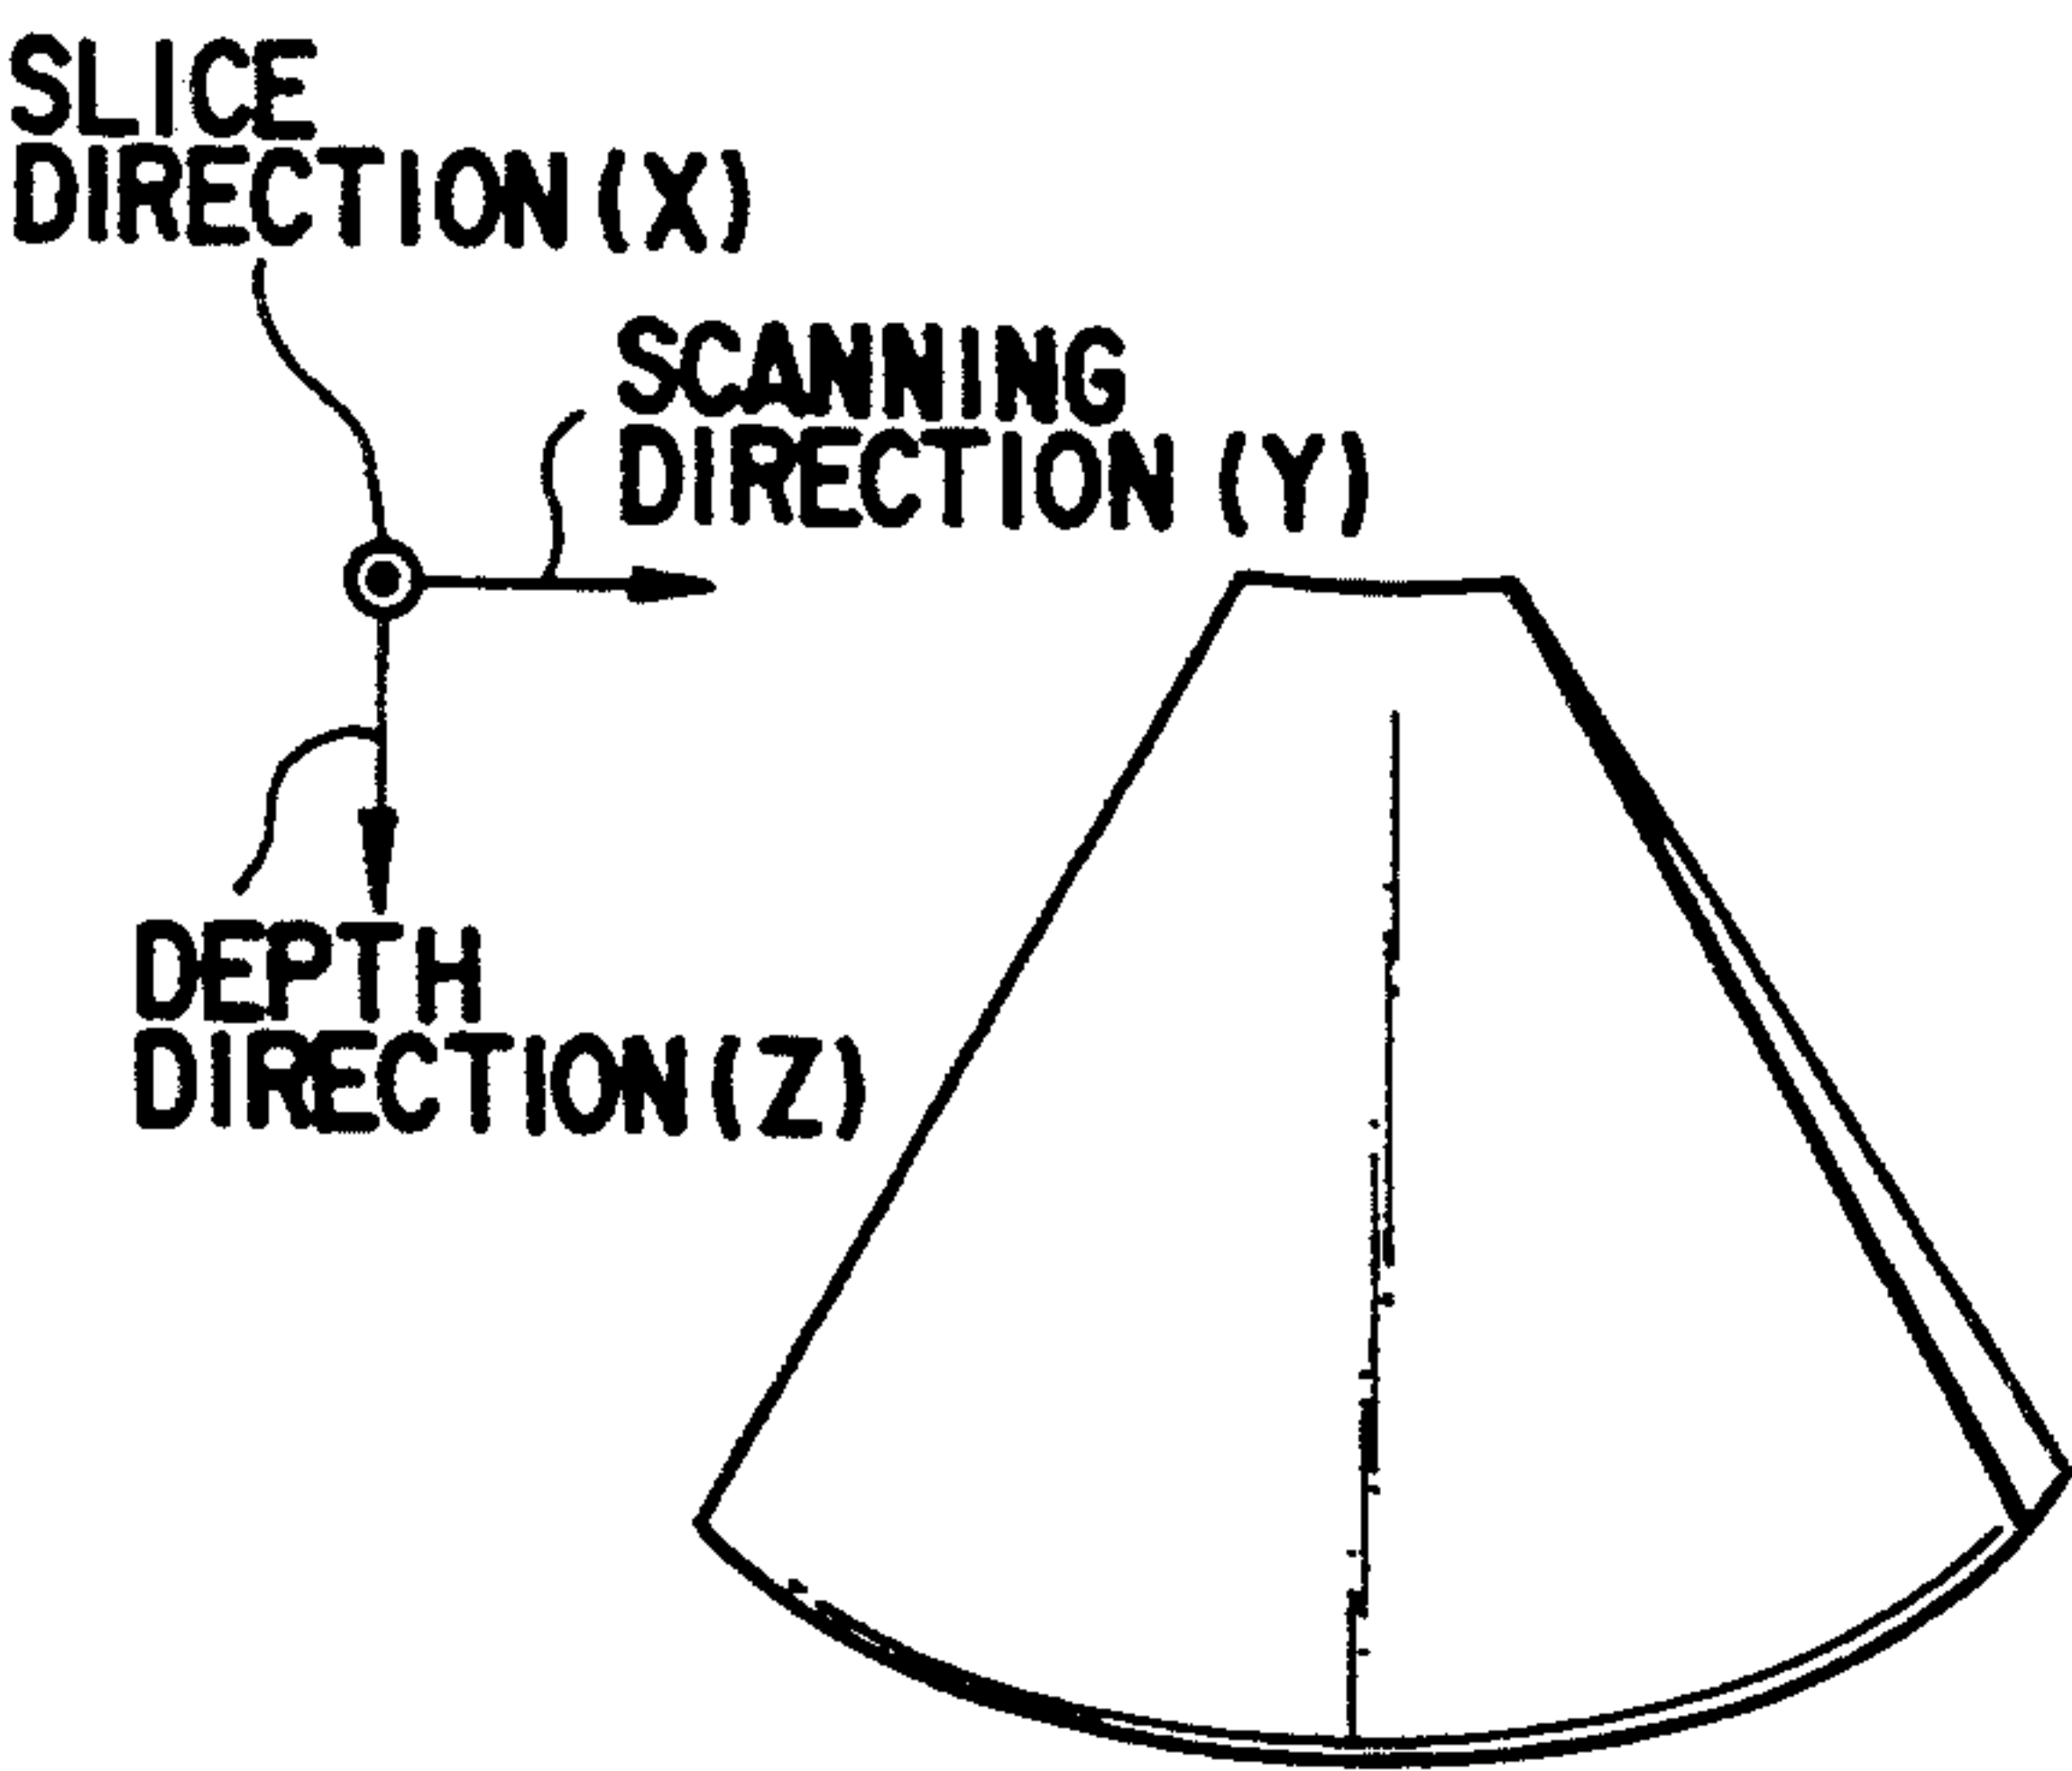 SLICE
DIRECTION (X)
SCANNING
DIRECTION (Y)
DEPTH
DIRECTION (Z)